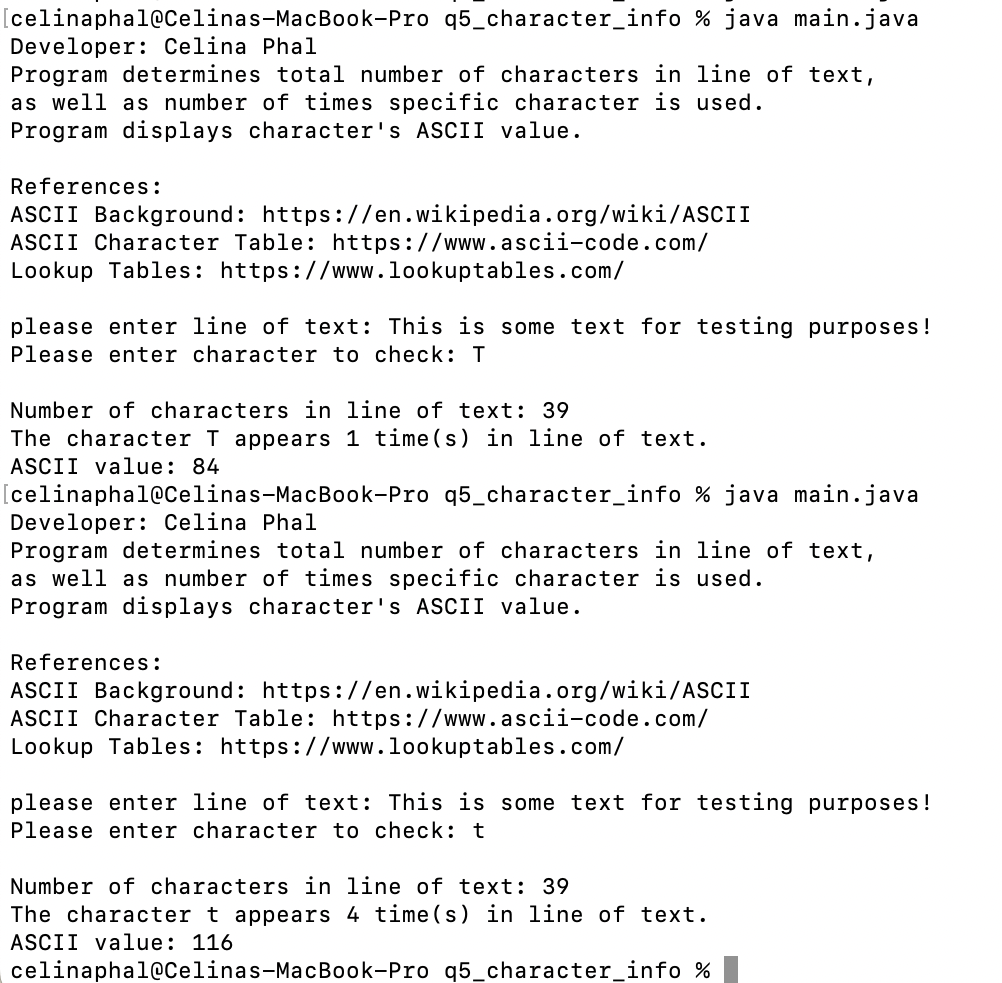 celinaphal@Celinas-MacBook-Pro q5_character_info % java main.java
Developer: Celina Phal
Program determines total number of characters in line of text,
as well as number of times specific character is used.
Program displays character's ASCII value.
References:
ASCII Background: https://en.wikipedia.org/wiki/ASCII
ASCII Character Table: https://www.ascii-code.com/
Lookup Tables: https://www.lookuptables.com/
please enter line of text: This is some text for testing purposes!
Please enter character to check: T
Number of characters in line of text: 39
The character T appears 1 time(s) in line of text.
ASCII value: 84
celinaphal@Celinas-MacBook-Pro q5_character_info % java main.java
Developer: Celina Phal
Program determines total number of characters in line of text,
as well as number of times specific character is used.
Program displays character's ASCII value.
References:
ASCII Background: https://en.wikipedia.org/wiki/ASCII
ASCII Character Table: https://www.ascii-code.com/
Lookup Tables: https://www.lookuptables.com/
please enter line of text: This is some text for testing purposes!
Please enter character to check: t
Number of characters in line of text: 39
The character t appears 4 time(s) in line of text.
ASCII value: 116
celinaphal@Celinas-MacBook-Pro q5_character_info %